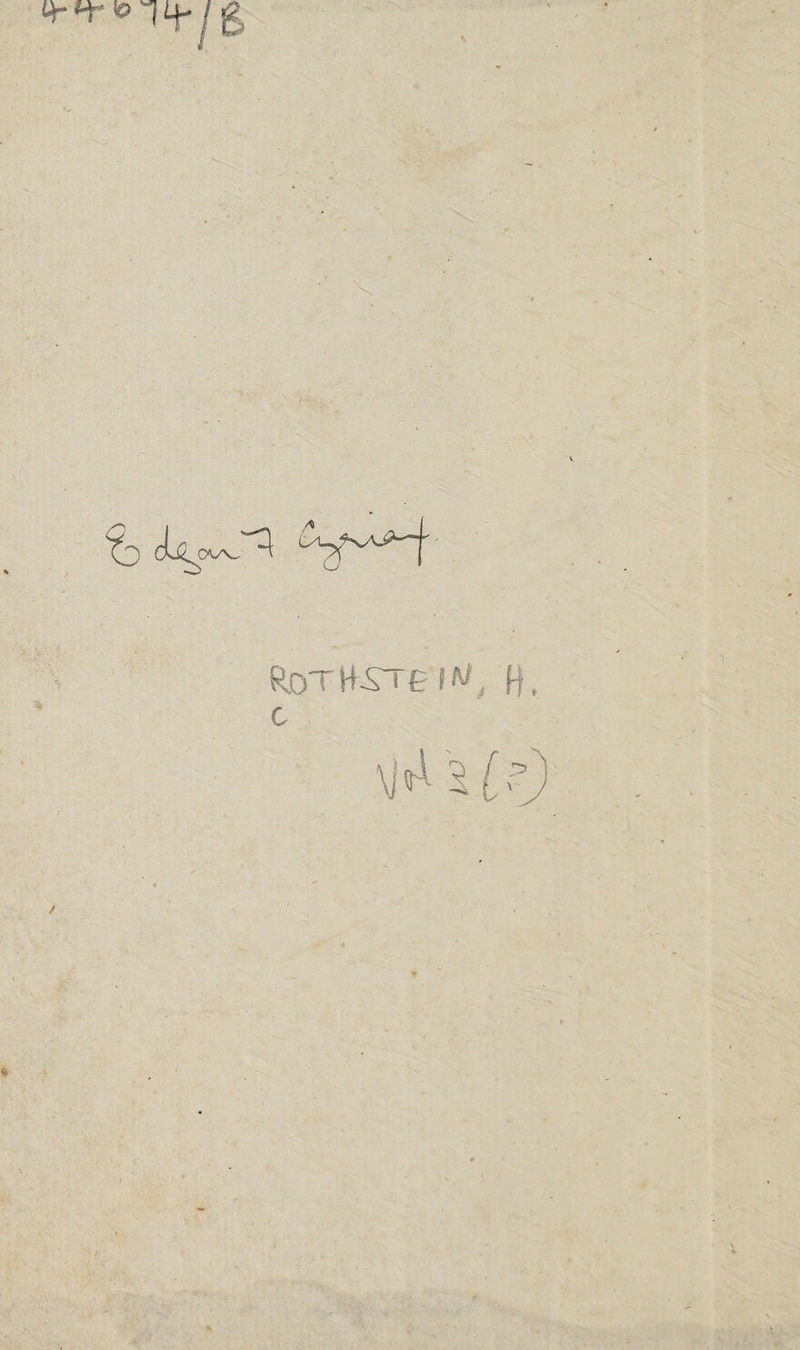 44694/B
Edgar F Cyriax.
ROTHSTEIN, H.
C
Vol 3 (?)